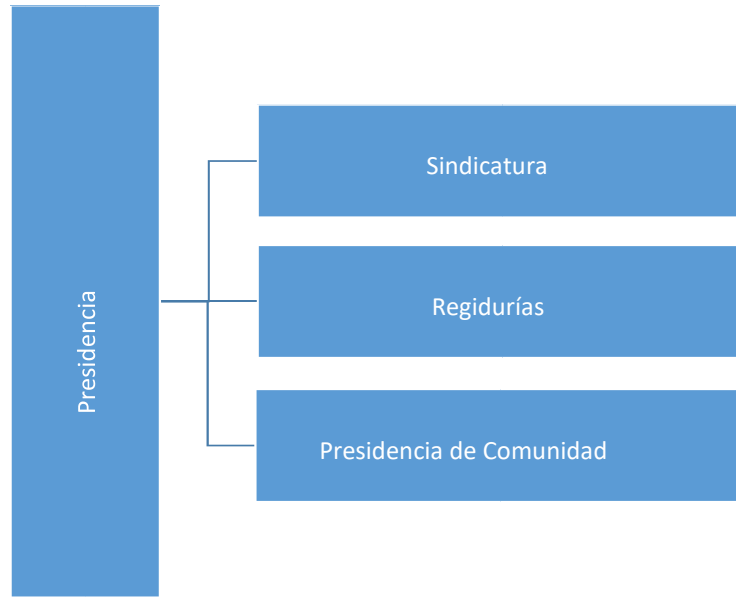 Presidencia
Sindicatura
Regidurías
Presidencia de Comunidad